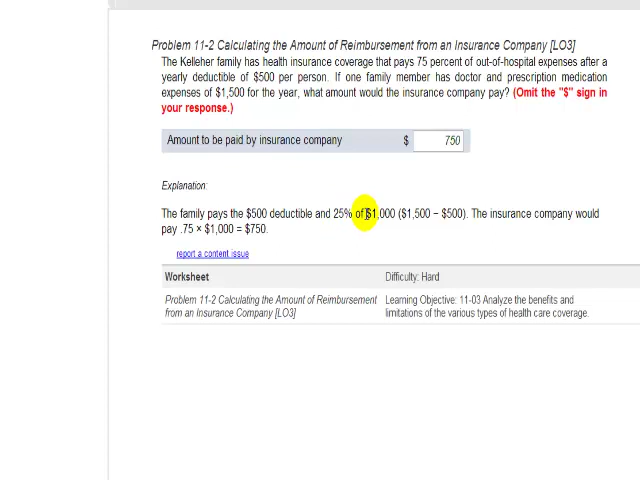 Problem 11-2 Calculating the Amount of Reimbursement from an Insurance Company [LO3]
The Kelleher family has health insurance coverage that pays 75 percent of out-of-hospital expenses after a
yearly deductible of $500 per person. If one family member has doctor and prescription medication
expenses of $1,500 for the year, what amount would the insurance company pay? (Omit the "$" sign in
your response.)
Amount to be paid by insurance company $ 750
Explanation:
The family pays the $500 deductible and 25% of $1,000 ($1,500 − $500). The insurance company would
pay .75 × $1,000 = $750.
report a content issue
Worksheet Difficulty: Hard
Problem 11-2 Calculating the Amount of Reimbursement Learning Objective: 11-03 Analyze the benefits and
from an Insurance Company [LO3] limitations of the various types of health care coverage.